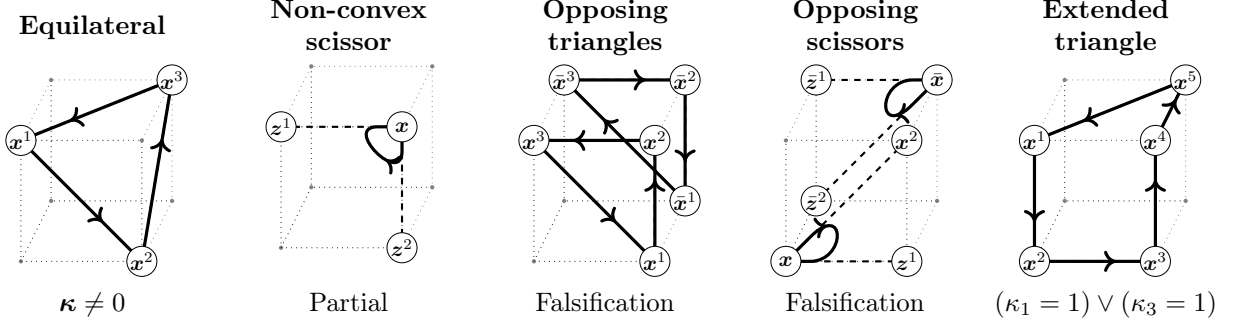 Equilateral
Non-convex
scissor
Opposing
triangles
Opposing
scissors
Extended
triangle
x³
x¹
x²
z¹
x
z²
x̄³
x̄²
x³
x²
x̄¹
x¹
z̄¹
x̄
x²
z̄²
x
z¹
x⁵
x¹
x⁴
x²
x³
κ ≠ 0
Partial
Falsification
Falsification
(κ₁ = 1) ∨ (κ₃ = 1)